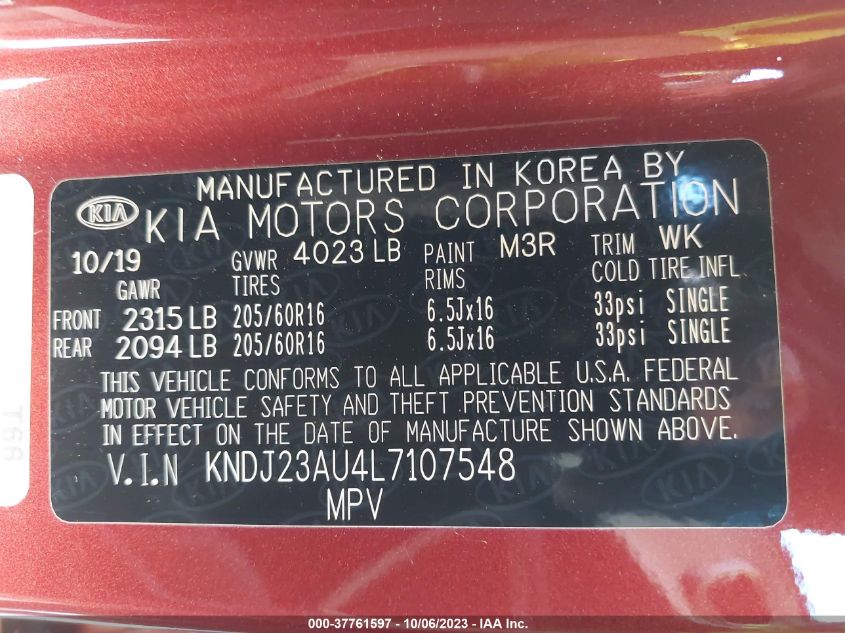 MANUFACTURED IN KOREA BY
KIA KIA MOTORS CORPORATION
10/19 GVWR 4023 LB PAINT M3R TRIM WK
GAWR TIRES RIMS COLD TIRE INFL
FRONT 2315 LB 205/60R16 6.5Jx16 33psi SINGLE
REAR 2094 LB 205/60R16 6.5Jx16 33psi SINGLE
THIS VEHICLE CONFORMS TO ALL APPLICABLE U.S.A. FEDERAL
MOTOR VEHICLE SAFETY AND THEFT PREVENTION STANDARDS
IN EFFECT ON THE DATE OF MANUFACTURE SHOWN ABOVE.
V.I.N KNDJ23AU4L7107548
MPV
000-37761597 - 10/06/2023 - IAA Inc.